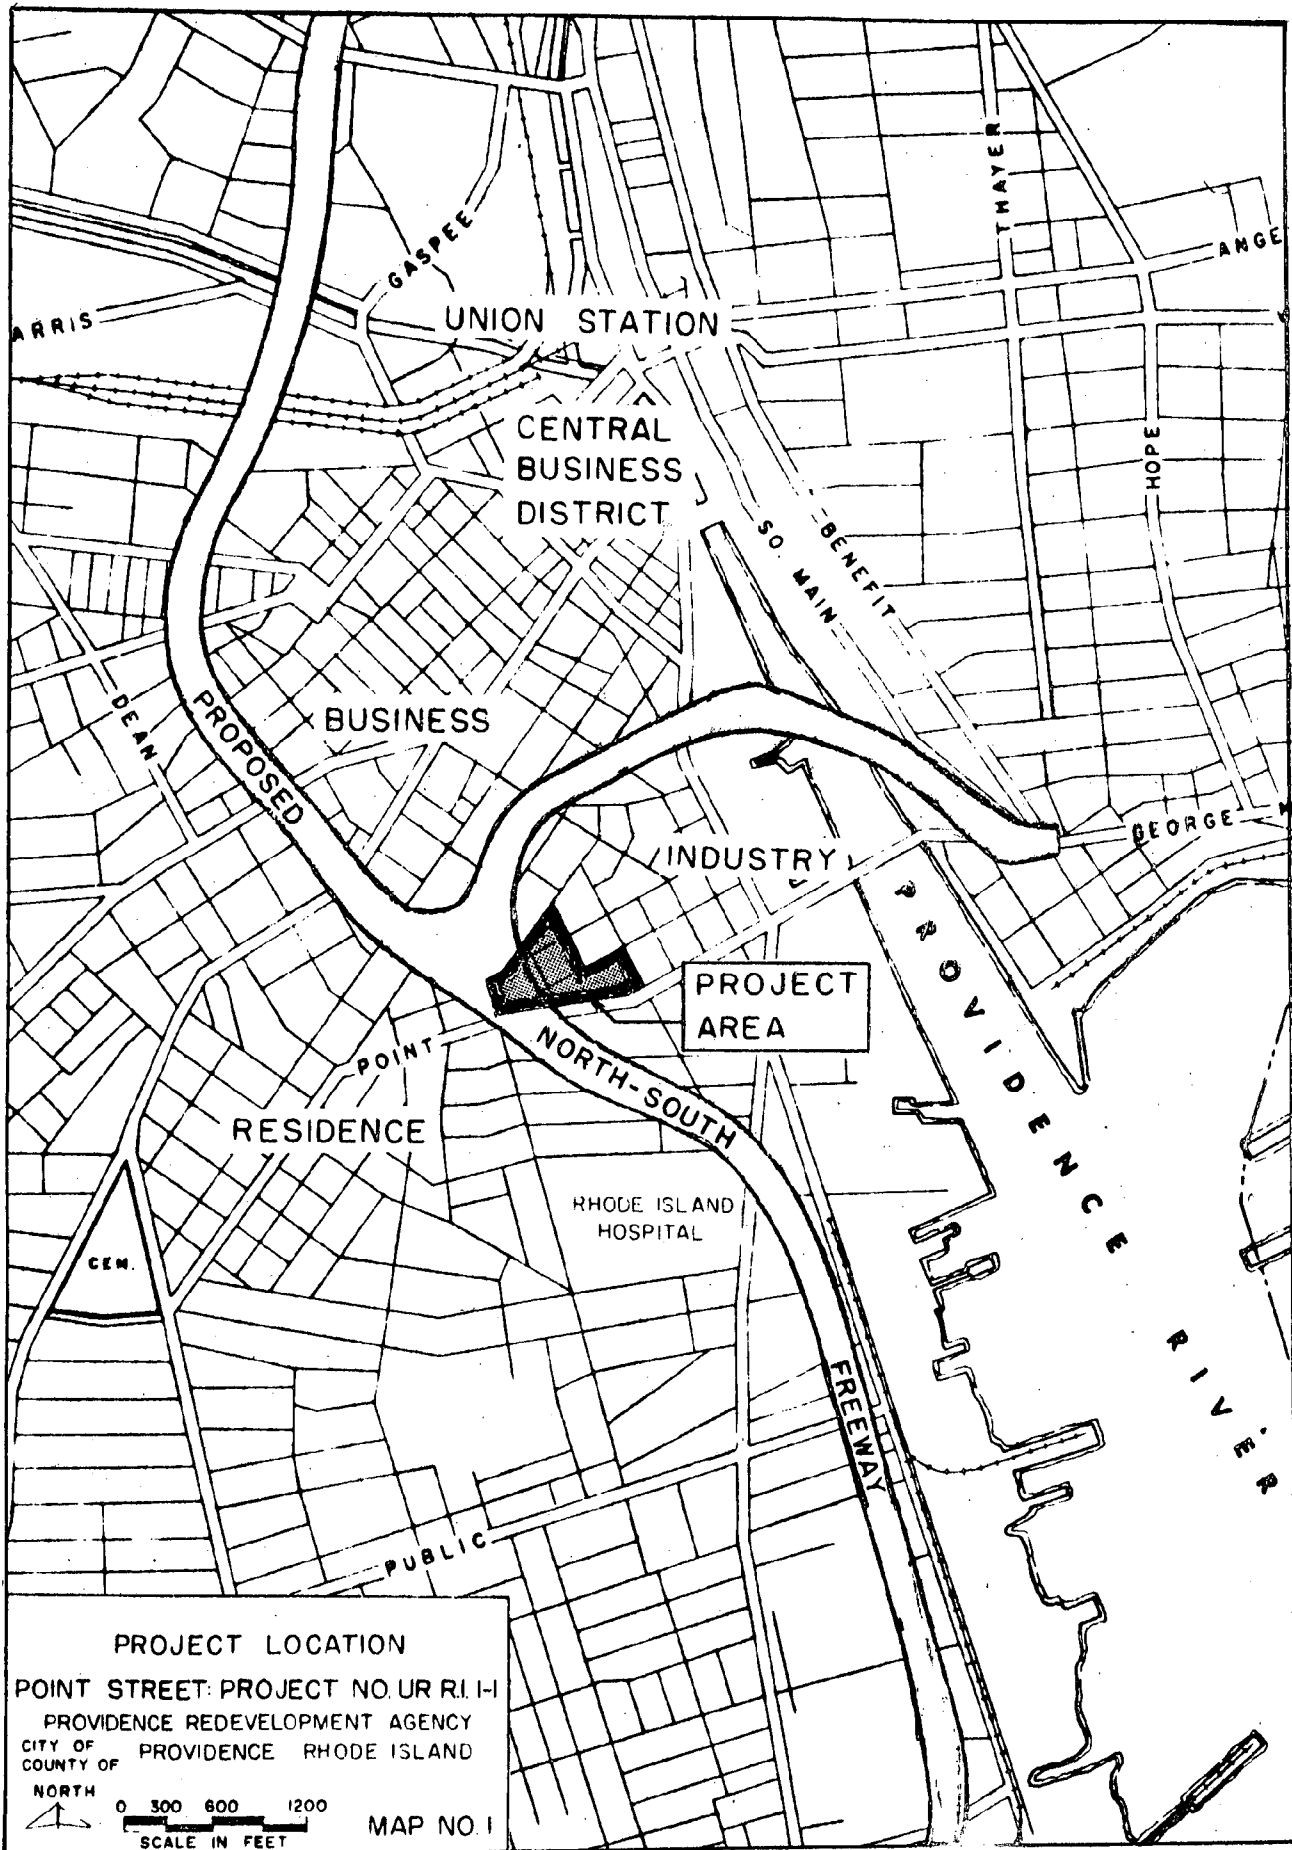 THAYER
GASPEE
ANGE
ARRIS
UNION STATION
CENTRAL
BUSINESS
DISTRICT
HOPE
SO. MAIN
BENEFIT
DEAN
PROPOSED
BUSINESS
GEORGE
INDUSTRY
PROVIDENCE RIVER
PROJECT
AREA
POINT
NORTH-SOUTH
RESIDENCE
RHODE ISLAND
HOSPITAL
CEM.
FREEWAY
PUBLIC
PROJECT LOCATION
POINT STREET: PROJECT NO. UR R.I. 1-1
PROVIDENCE REDEVELOPMENT AGENCY
CITY OF
COUNTY OF
PROVIDENCE RHODE ISLAND
NORTH
0 300 600 1200
SCALE IN FEET
MAP NO. 1